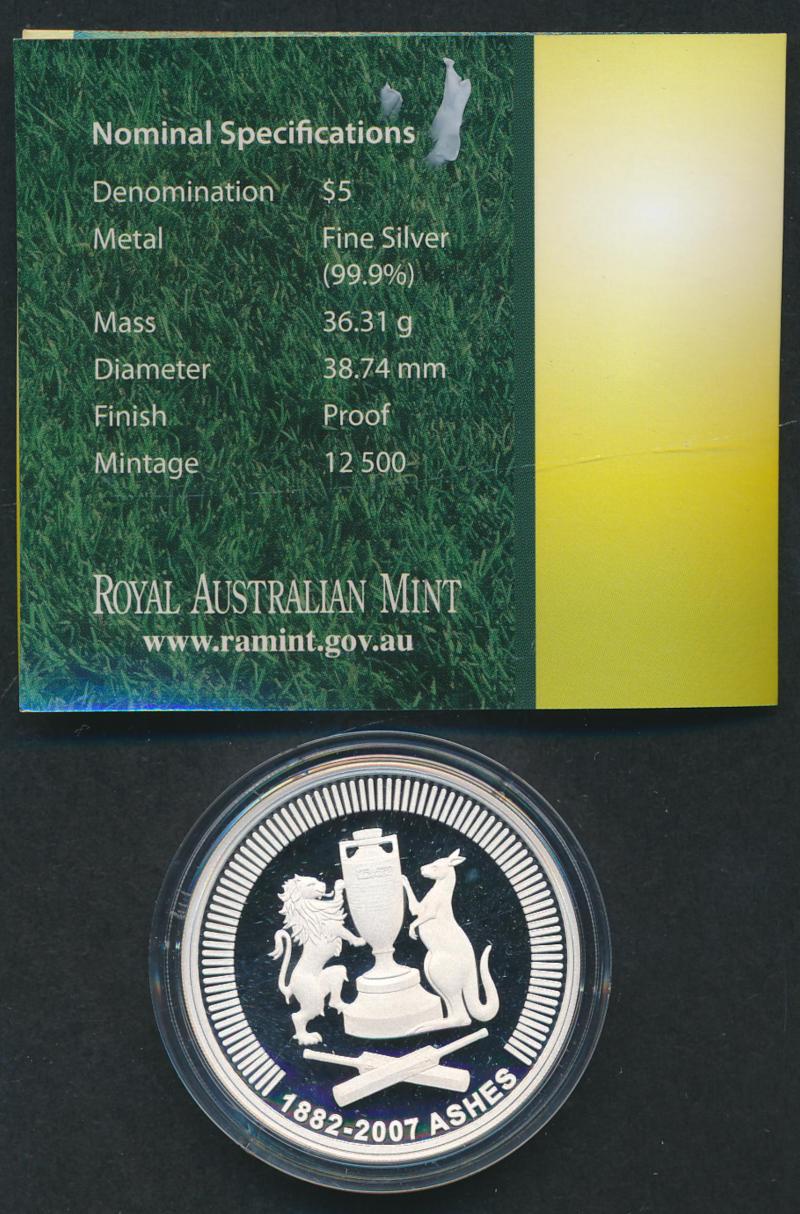 Nominal Specifications
Denomination $5
Metal Fine Silver
(99.9%)
Mass 36.31 g
Diameter 38.74 mm
Finish Proof
Mintage 12 500
ROYAL AUSTRALIAN MINT
www.ramint.gov.au
1882-2007 ASHES